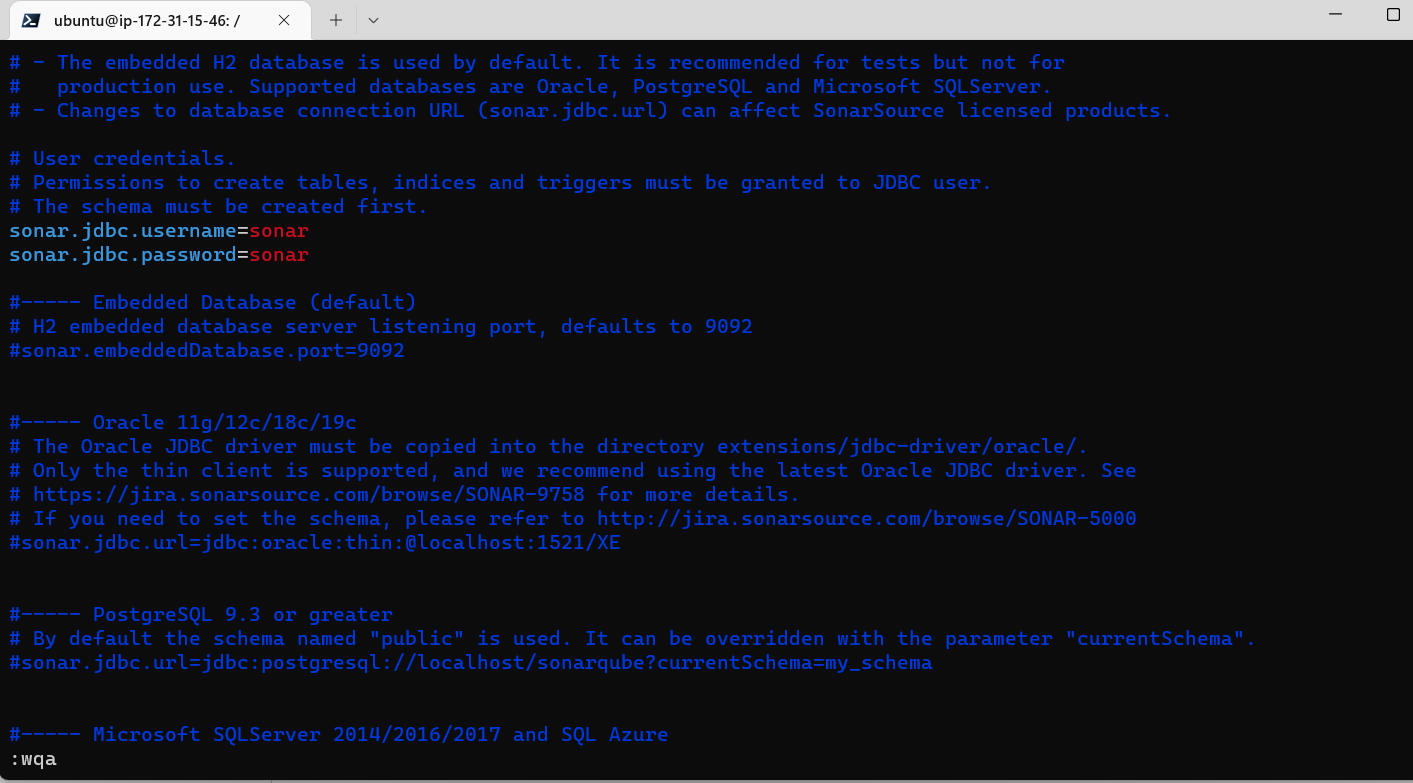 ubuntu@ip-172-31-15-46: /
# - The embedded H2 database is used by default. It is recommended for tests but not for
#   production use. Supported databases are Oracle, PostgreSQL and Microsoft SQLServer.
# - Changes to database connection URL (sonar.jdbc.url) can affect SonarSource licensed products.
# User credentials.
# Permissions to create tables, indices and triggers must be granted to JDBC user.
# The schema must be created first.
sonar.jdbc.username=sonar
sonar.jdbc.password=sonar
#----- Embedded Database (default)
# H2 embedded database server listening port, defaults to 9092
#sonar.embeddedDatabase.port=9092
#----- Oracle 11g/12c/18c/19c
# The Oracle JDBC driver must be copied into the directory extensions/jdbc-driver/oracle/.
# Only the thin client is supported, and we recommend using the latest Oracle JDBC driver. See
# https://jira.sonarsource.com/browse/SONAR-9758 for more details.
# If you need to set the schema, please refer to http://jira.sonarsource.com/browse/SONAR-5000
#sonar.jdbc.url=jdbc:oracle:thin:@localhost:1521/XE
#----- PostgreSQL 9.3 or greater
# By default the schema named "public" is used. It can be overridden with the parameter "currentSchema".
#sonar.jdbc.url=jdbc:postgresql://localhost/sonarqube?currentSchema=my_schema
#----- Microsoft SQLServer 2014/2016/2017 and SQL Azure
:wqa